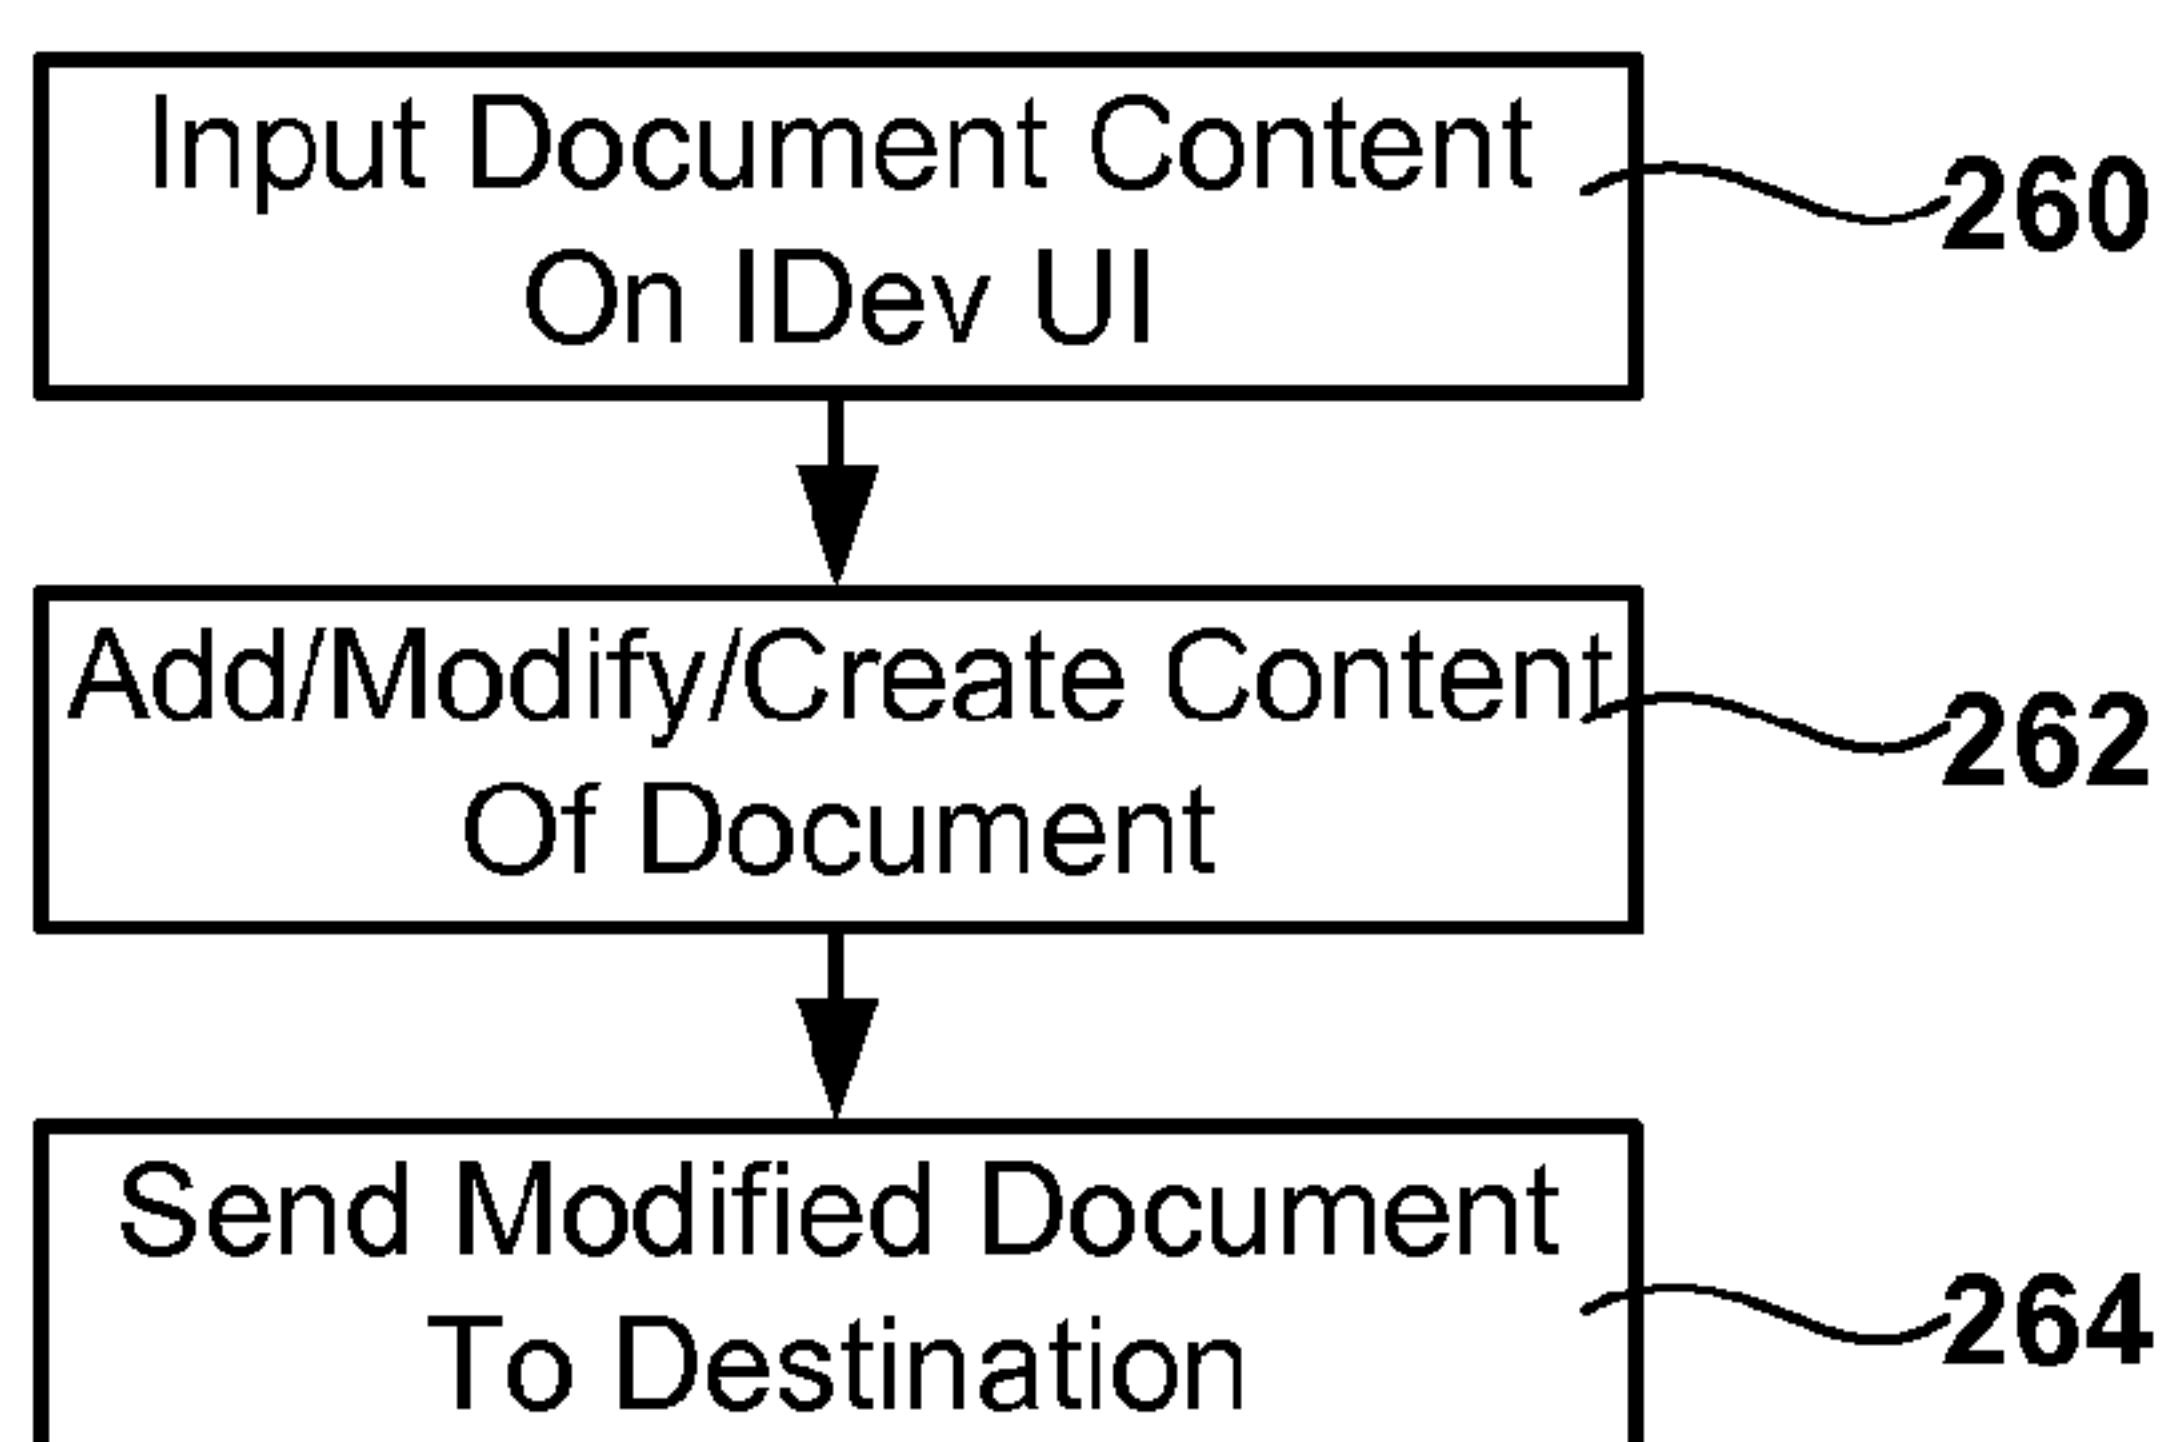 Input Document Content
On IDev UI
260
Add/Modify/Create Content
Of Document
262
Send Modified Document
To Destination
264